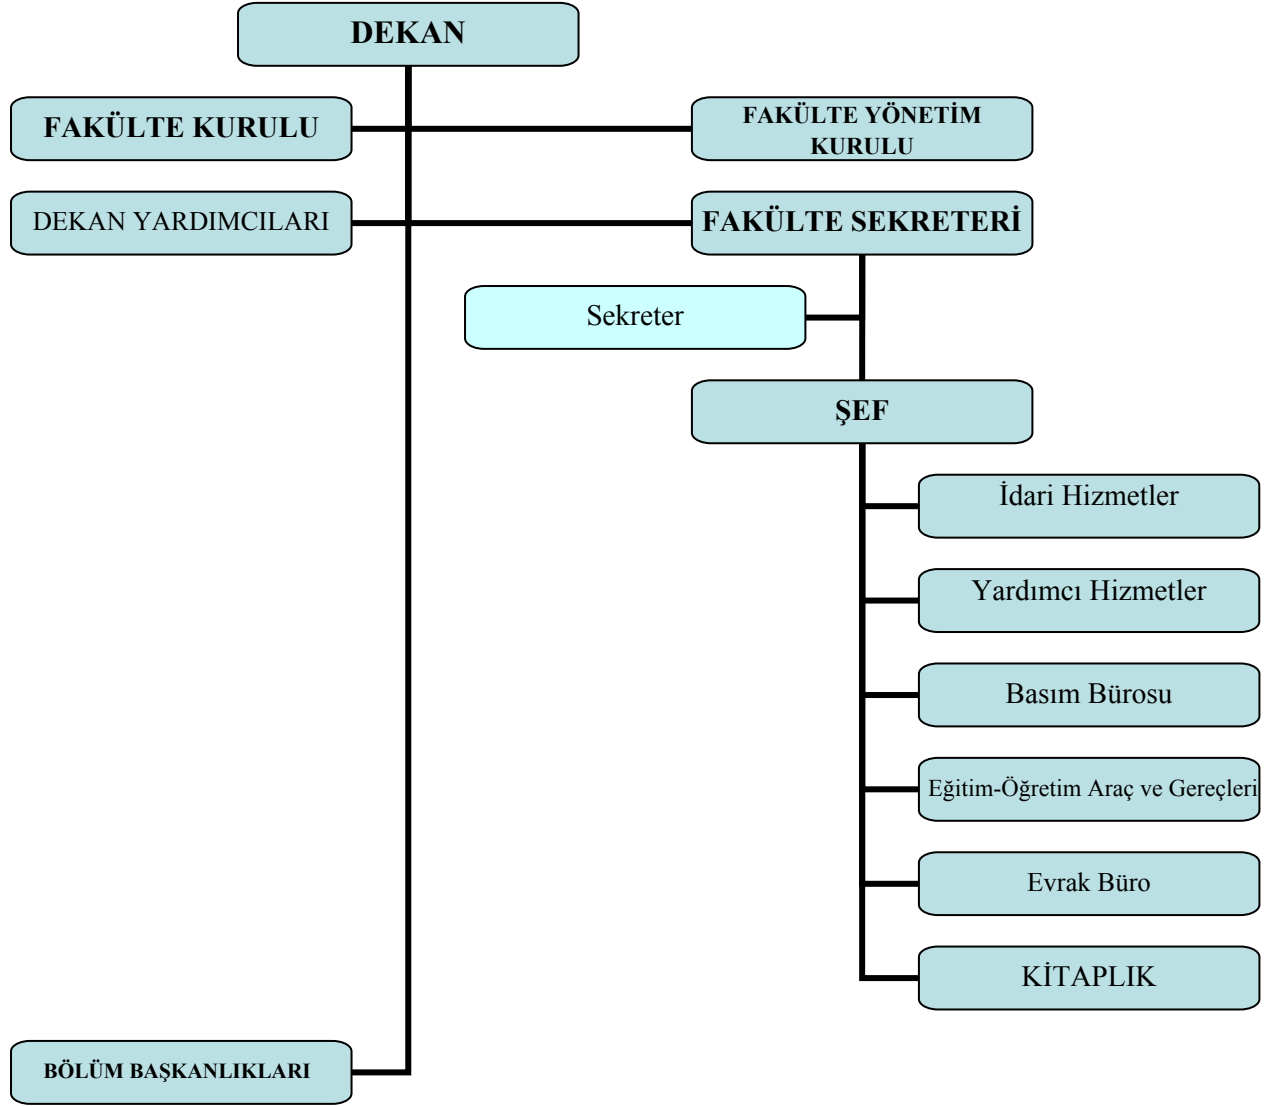 DEKAN
FAKÜLTE KURULU
FAKÜLTE YÖNETİM
KURULU
DEKAN YARDIMCILARI
FAKÜLTE SEKRETERİ
Sekreter
ŞEF
İdari Hizmetler
Yardımcı Hizmetler
Basım Bürosu
Eğitim-Öğretim Araç ve Gereçleri
Evrak Büro
KİTAPLIK
BÖLÜM BAŞKANLIKLARI